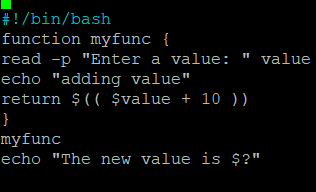 #!/bin/bash
function myfunc {
read -p "Enter a value: " value
echo "adding value"
return $(( $value + 10 ))
}
myfunc
echo "The new value is $?"